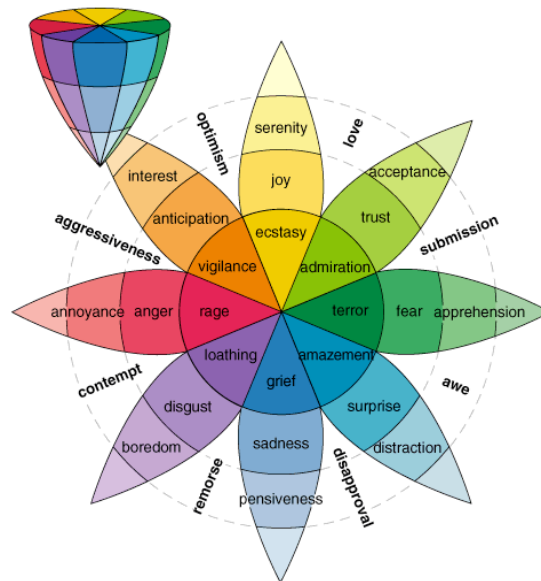 serenity
optimism
love
interest
acceptance
joy
anticipation
trust
ecstasy
aggressiveness
submission
vigilance
admiration
annoyance
anger
rage
terror
fear
apprehension
loathing
amazement
contempt
grief
awe
disgust
surprise
boredom
sadness
distraction
remorse
disapproval
pensiveness